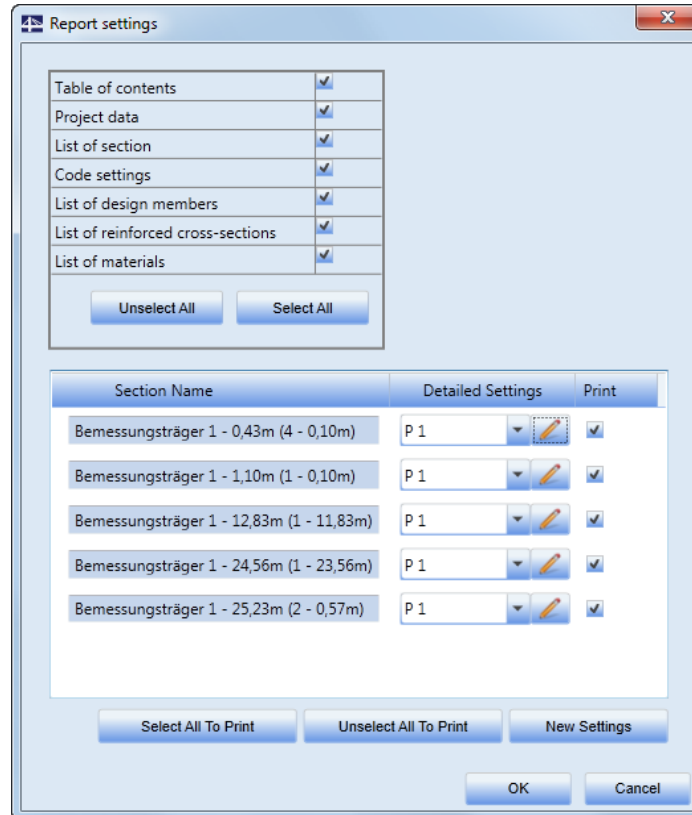 Report settings
Table of contents
Project data
List of section
Code settings
List of design members
List of reinforced cross-sections
List of materials
Unselect All Select All
Section Name Detailed Settings Print
Bemessungsträger 1 - 0,43m (4 - 0,10m) P 1
Bemessungsträger 1 - 1,10m (1 - 0,10m) P 1
Bemessungsträger 1 - 12,83m (1 - 11,83m) P 1
Bemessungsträger 1 - 24,56m (1 - 23,56m) P 1
Bemessungsträger 1 - 25,23m (2 - 0,57m) P 1
Select All To Print Unselect All To Print New Settings
OK Cancel